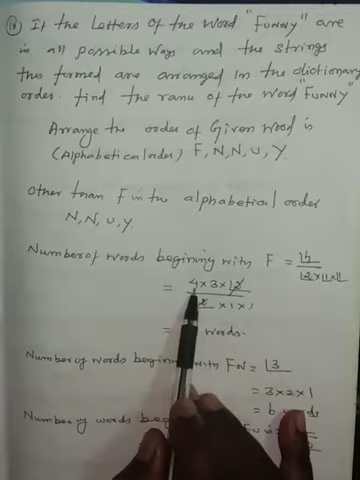 (18) If the Letters of the Word "FUNNY" are
in all possible ways and the strings
thus formed are arranged in the dictionary
order. find the rank of the word "FUNNY"
Arrange the order of Given Word is
(Alphabetical order) F, N, N, U, Y.
Other than F in the alphabetical order
N, N, U, Y
Number of words beginning with F = |4 / |2 × |1 × |1
= 4 × 3 × |2 / |2 × 1 × 1
= words.
Number of words beginning with FN = |3
= 3 × 2 × 1
= 6 words
Number of words FN is =